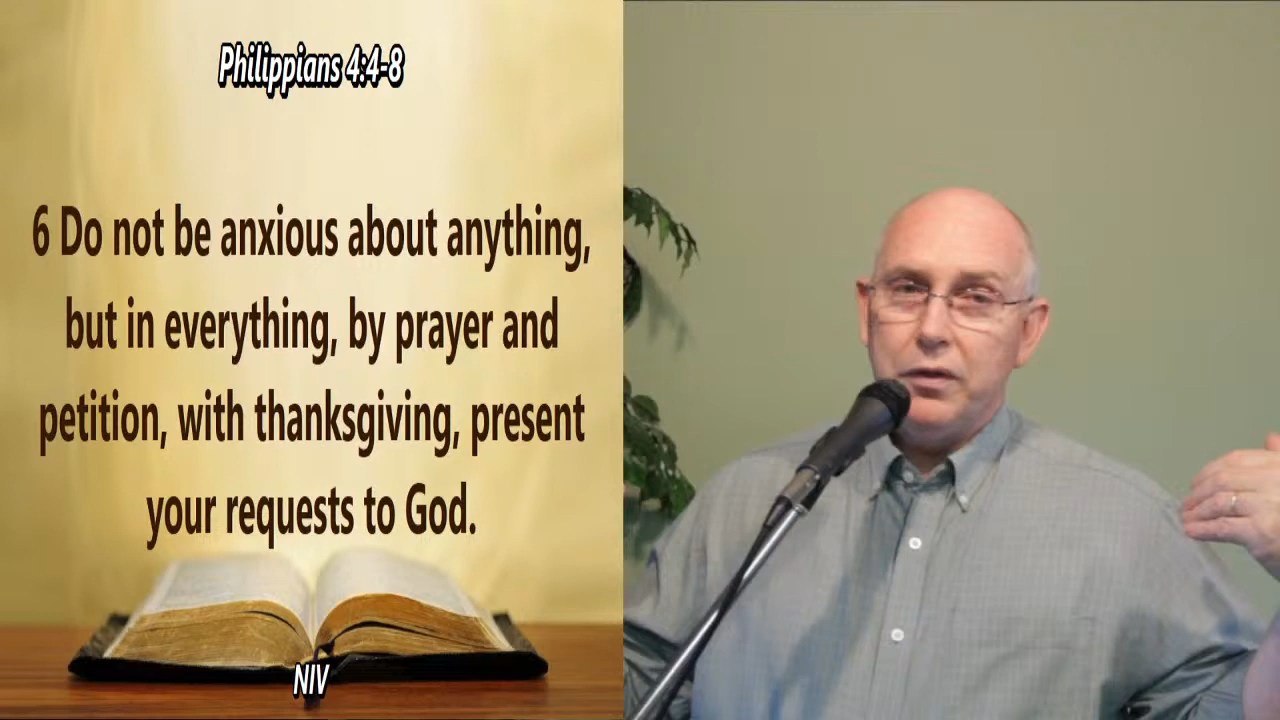 Philippians 4:4-8
6 Do not be anxious about anything,
but in everything, by prayer and
petition, with thanksgiving, present
your requests to God.
NIV